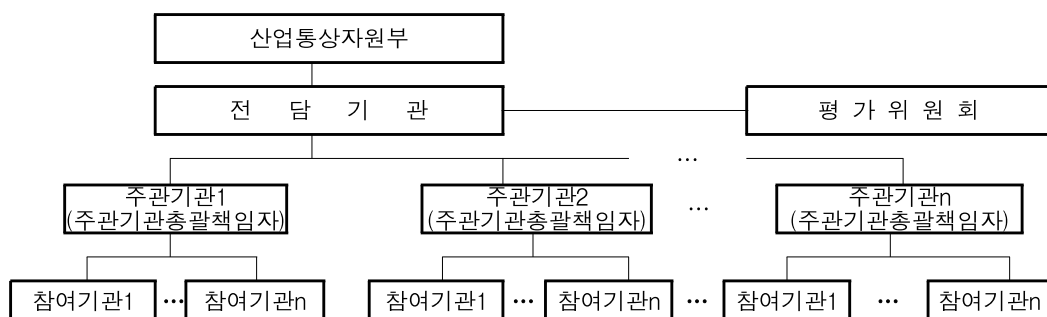 산업통상자원부
전 담 기 관
평 가 위 원 회
...
주관기관1
(주관기관총괄책임자)
주관기관2
(주관기관총괄책임자)
...
주관기관n
(주관기관총괄책임자)
참여기관1 ... 참여기관n 참여기관1 ... 참여기관n ... 참여기관1 ... 참여기관n